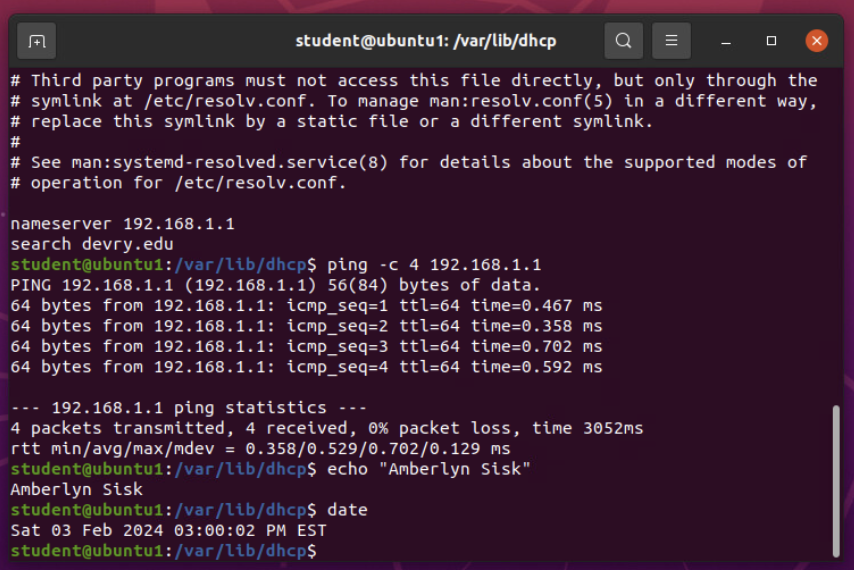 student@ubuntu1: /var/lib/dhcp
# Third party programs must not access this file directly, but only through the
# symlink at /etc/resolv.conf. To manage man:resolv.conf(5) in a different way,
# replace this symlink by a static file or a different symlink.
#
# See man:systemd-resolved.service(8) for details about the supported modes of
# operation for /etc/resolv.conf.
nameserver 192.168.1.1
search devry.edu
student@ubuntu1:/var/lib/dhcp$ ping -c 4 192.168.1.1
PING 192.168.1.1 (192.168.1.1) 56(84) bytes of data.
64 bytes from 192.168.1.1: icmp_seq=1 ttl=64 time=0.467 ms
64 bytes from 192.168.1.1: icmp_seq=2 ttl=64 time=0.358 ms
64 bytes from 192.168.1.1: icmp_seq=3 ttl=64 time=0.702 ms
64 bytes from 192.168.1.1: icmp_seq=4 ttl=64 time=0.592 ms
--- 192.168.1.1 ping statistics ---
4 packets transmitted, 4 received, 0% packet loss, time 3052ms
rtt min/avg/max/mdev = 0.358/0.529/0.702/0.129 ms
student@ubuntu1:/var/lib/dhcp$ echo "Amberlyn Sisk"
Amberlyn Sisk
student@ubuntu1:/var/lib/dhcp$ date
Sat 03 Feb 2024 03:00:02 PM EST
student@ubuntu1:/var/lib/dhcp$